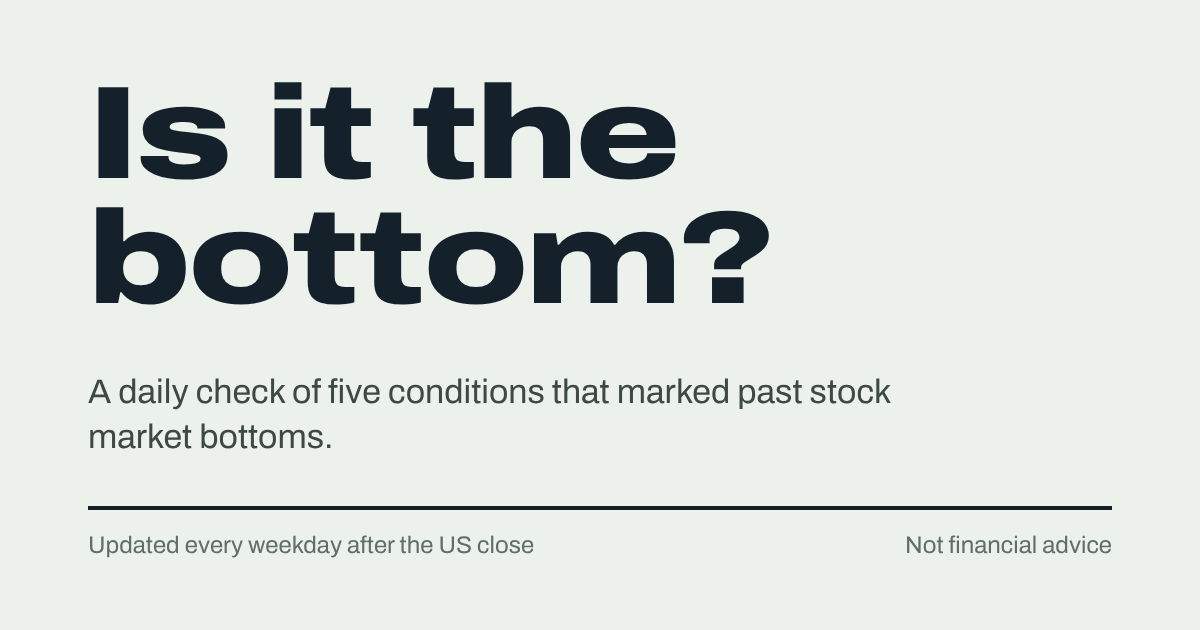 Is it the
bottom?
A daily check of five conditions that marked past stock
market bottoms.
Updated every weekday after the US close
Not financial advice